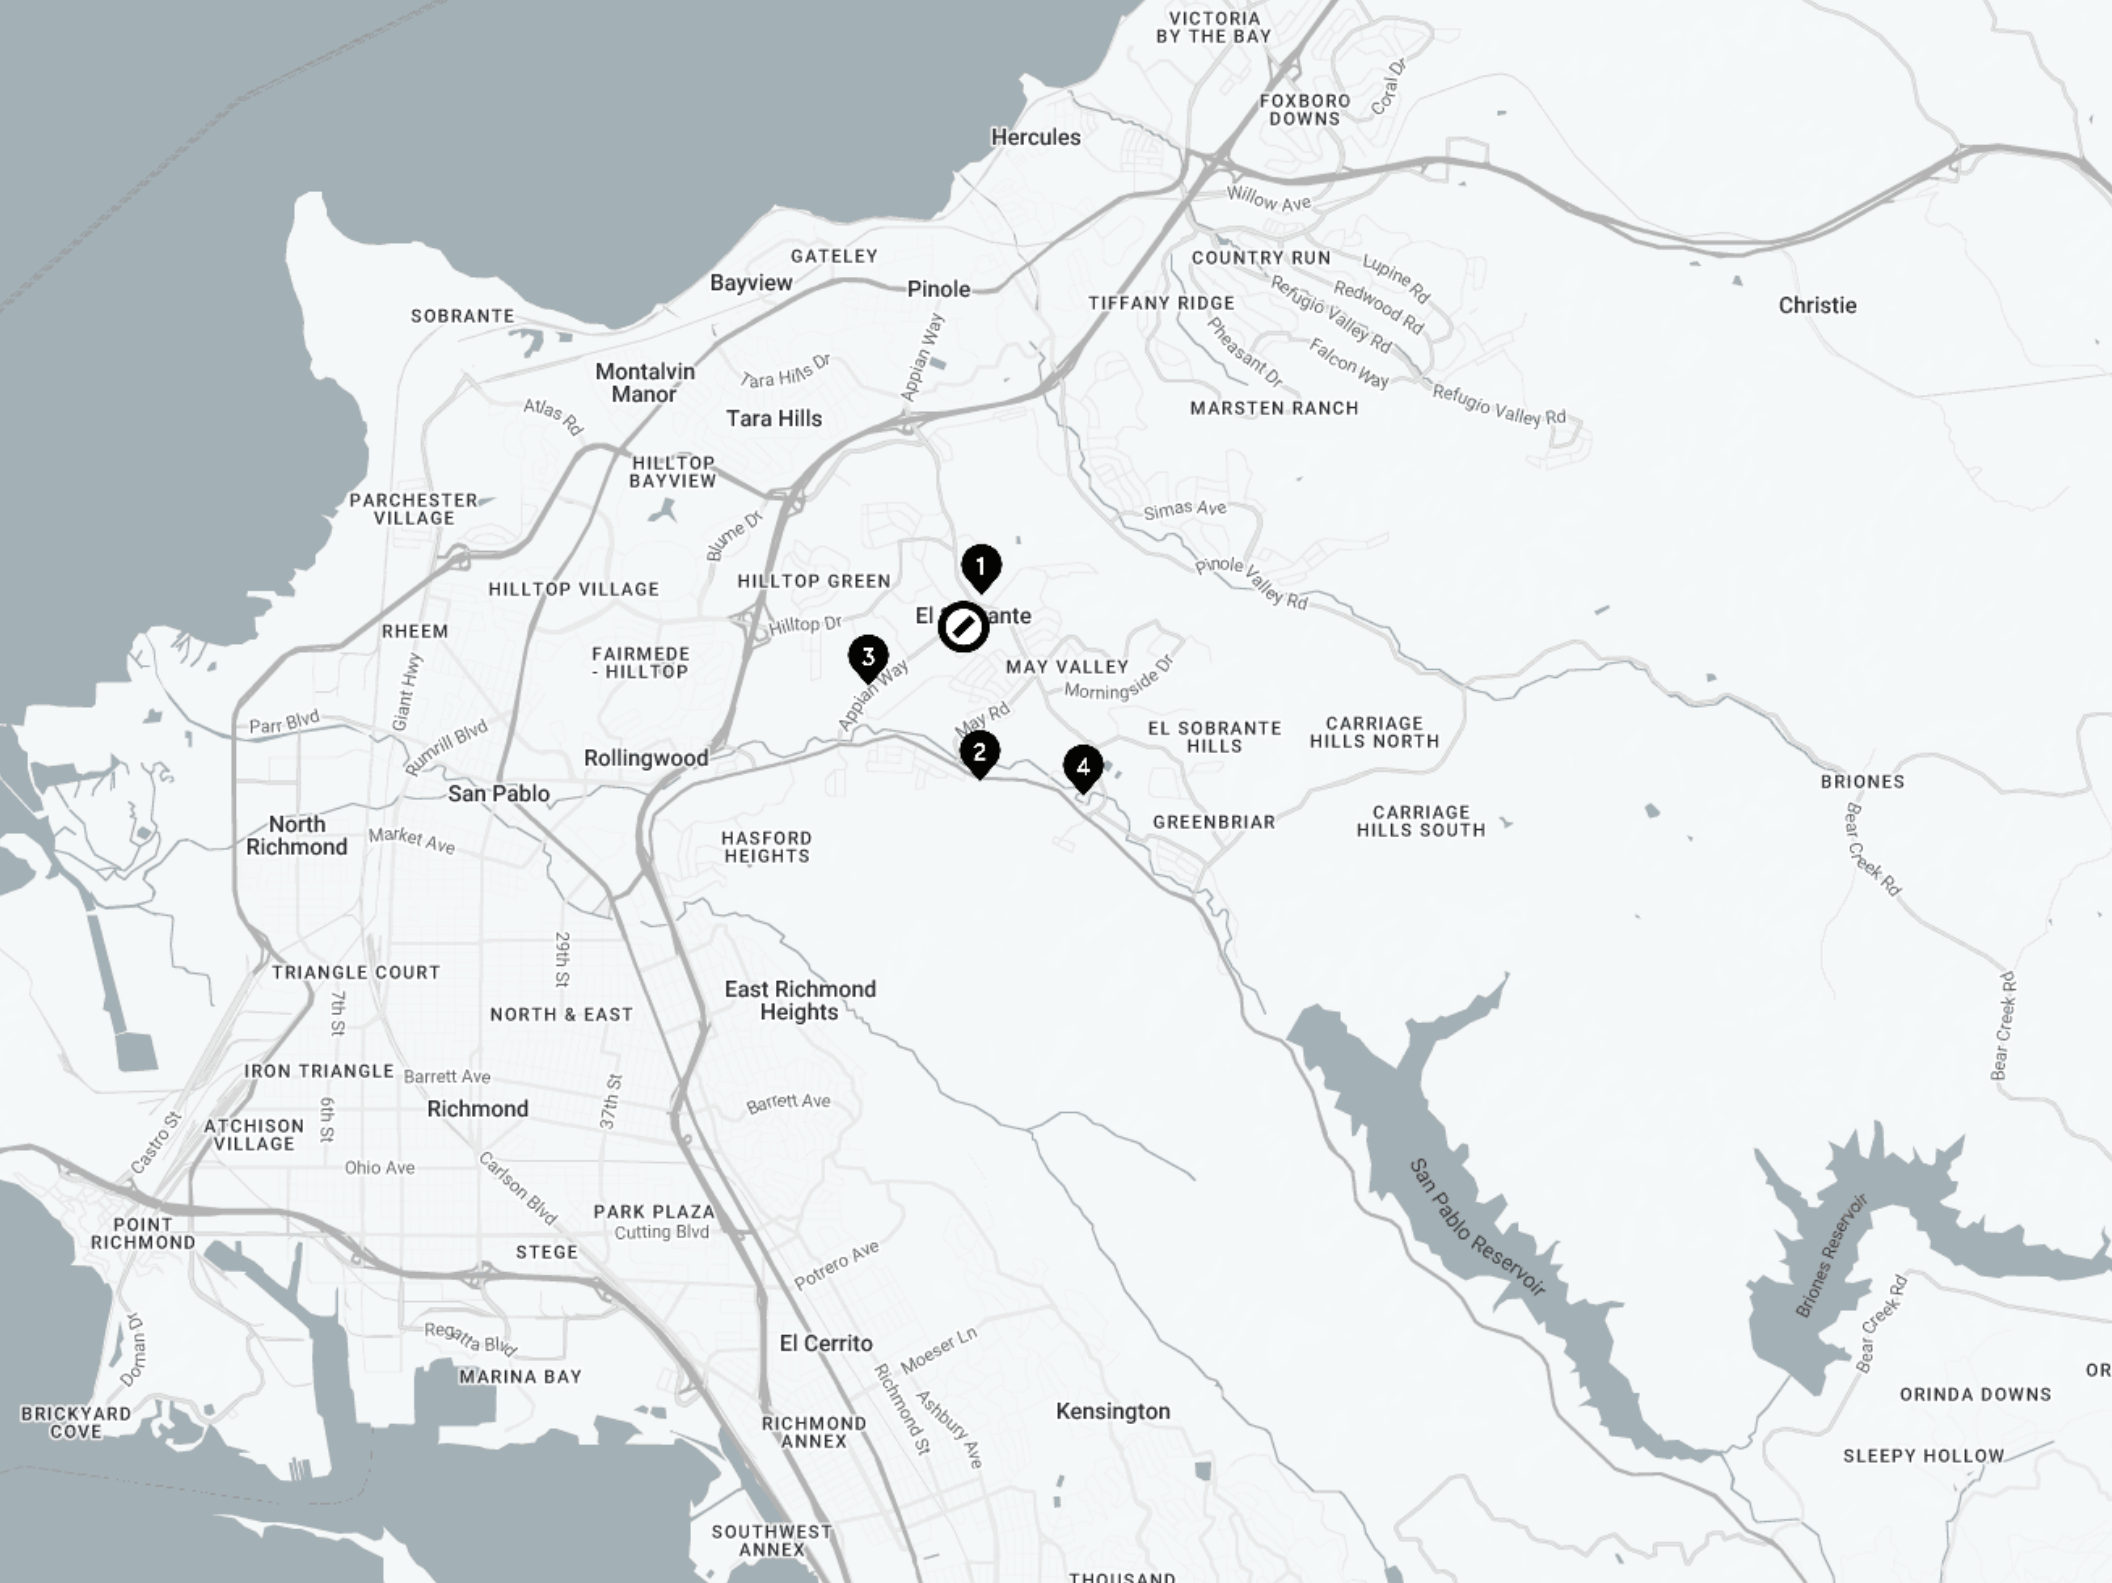 VICTORIA
BY THE BAY
Coral Dr
FOXBORO
DOWNS
Hercules
Willow Ave
GATELEY
COUNTRY RUN
Lupine Rd
Bayview
Pinole
Redwood Rd
Refugio Valley Rd
TIFFANY RIDGE
Christie
SOBRANTE
Appian Way
Pheasant Dr
Falcon Way
Montalvin
Manor
Tara Hills Dr
Refugio Valley Rd
Atlas Rd
Tara Hills
MARSTEN RANCH
HILLTOP
BAYVIEW
PARCHESTER
VILLAGE
Simas Ave
Blume Dr
1
Pinole Valley Rd
HILLTOP VILLAGE
HILLTOP GREEN
El Sobrante
Hilltop Dr
RHEEM
FAIRMEDE
- HILLTOP
3
MAY VALLEY
Morningside Dr
Giant Hwy
Appian Way
Parr Blvd
May Rd
EL SOBRANTE
HILLS
CARRIAGE
HILLS NORTH
Rumrill Blvd
Rollingwood
2
4
BRIONES
San Pablo
North
Richmond
Market Ave
HASFORD
HEIGHTS
GREENBRIAR
CARRIAGE
HILLS SOUTH
Bear Creek Rd
29th St
TRIANGLE COURT
7th St
NORTH & EAST
East Richmond
Heights
Bear Creek Rd
IRON TRIANGLE
Barrett Ave
Richmond
37th St
Barrett Ave
6th St
ATCHISON
VILLAGE
Castro St
Ohio Ave
Carlson Blvd
PARK PLAZA
Cutting Blvd
San Pablo Reservoir
Briones Reservoir
POINT
RICHMOND
STEGE
Potrero Ave
Bear Creek Rd
Doman Dr
Regatta Blvd
El Cerrito
Moeser Ln
MARINA BAY
Richmond St
Ashbury Ave
OR
ORINDA DOWNS
BRICKYARD
COVE
RICHMOND
ANNEX
Kensington
SLEEPY HOLLOW
SOUTHWEST
ANNEX
THOUSAND